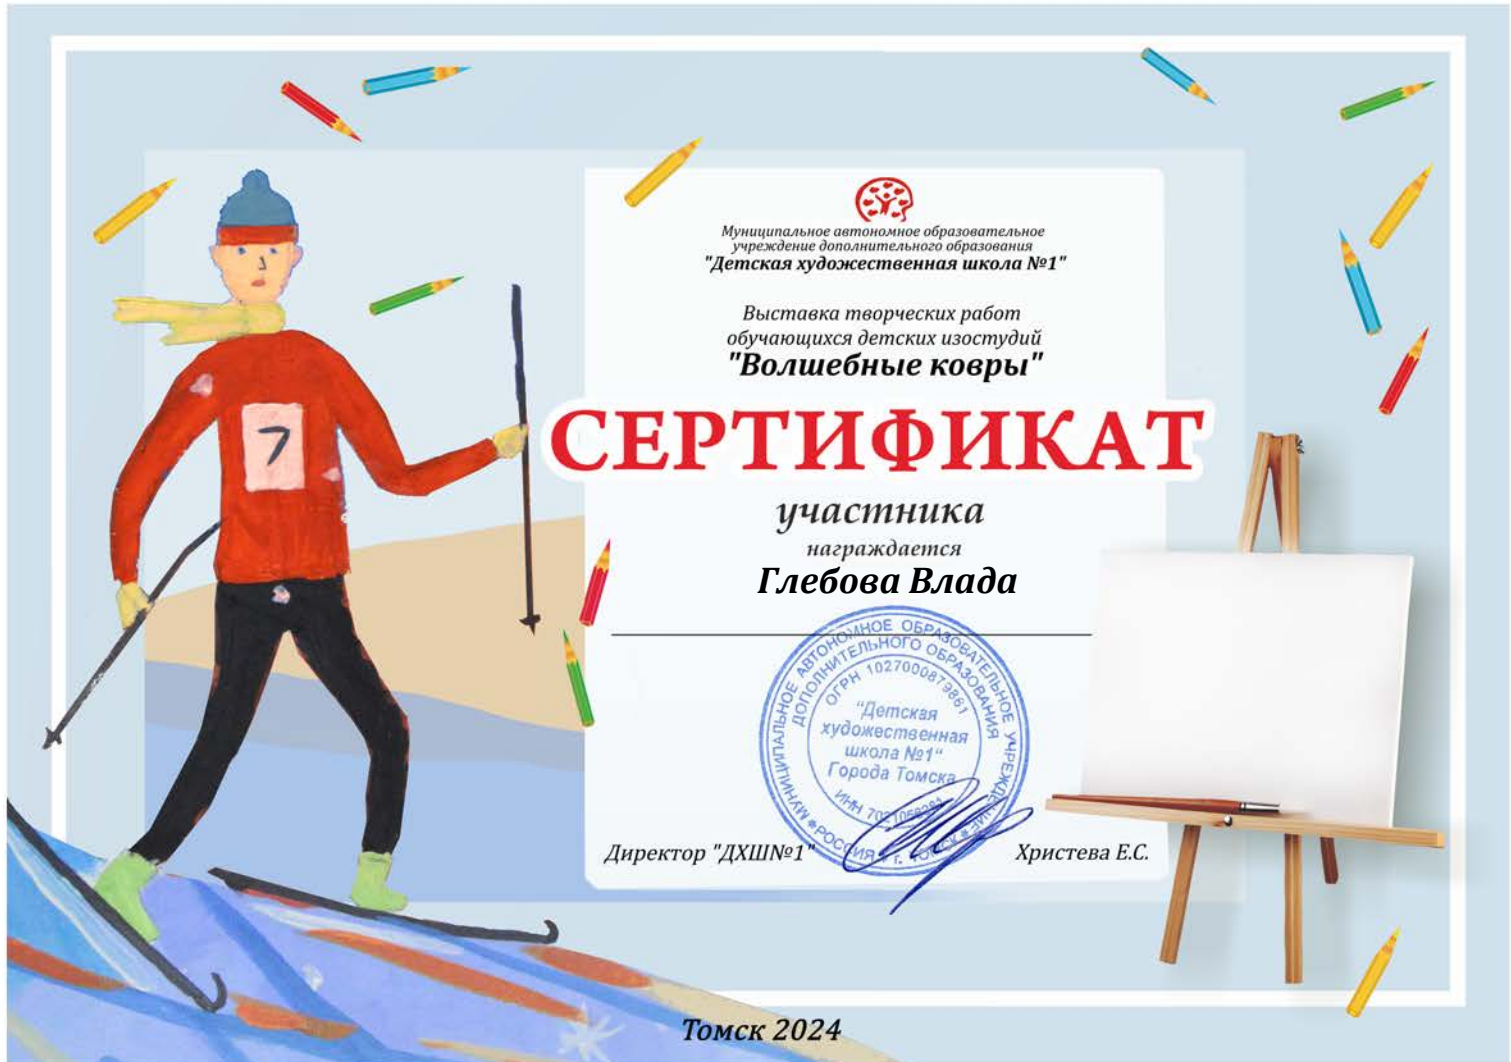 Муниципальное автономное образовательное
учреждение дополнительного образования
"Детская художественная школа №1"
Выставка творческих работ
обучающихся детских изостудий
"Волшебные ковры"
СЕРТИФИКАТ
участника
награждается
Глебова Влада
МУНИЦИПАЛЬНОЕ АВТОНОМНОЕ ОБРАЗОВАТЕЛЬНОЕ УЧРЕЖДЕНИЕ
ДОПОЛНИТЕЛЬНОГО ОБРАЗОВАНИЯ
ОГРН 1027000879861
"Детская
художественная
школа №1"
Города Томска
ИНН
РОССИЯ г. ТОМСК
Директор "ДХШ№1"
Христева Е.С.
7
Томск 2024